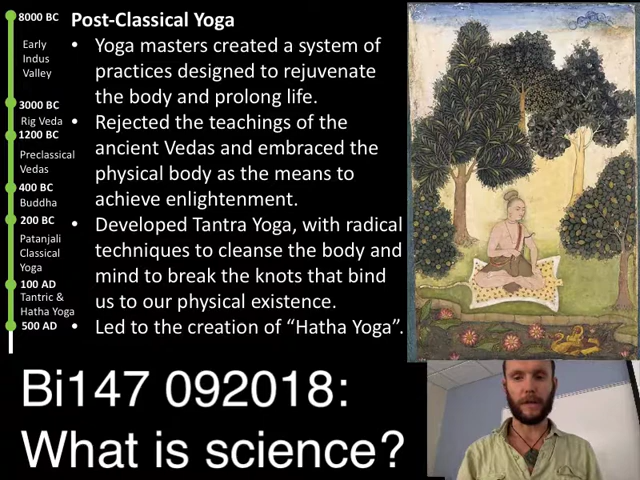 8000 BC
Early
Indus
Valley
3000 BC
Rig Veda
1200 BC
Preclassical
Vedas
400 BC
Buddha
200 BC
Patanjali
Classical
Yoga
100 AD
Tantric &
Hatha Yoga
500 AD
Post-Classical Yoga
• Yoga masters created a system of
practices designed to rejuvenate
the body and prolong life.
• Rejected the teachings of the
ancient Vedas and embraced the
physical body as the means to
achieve enlightenment.
• Developed Tantra Yoga, with radical
techniques to cleanse the body and
mind to break the knots that bind
us to our physical existence.
• Led to the creation of “Hatha Yoga”.
Bi147 092018:
What is science?